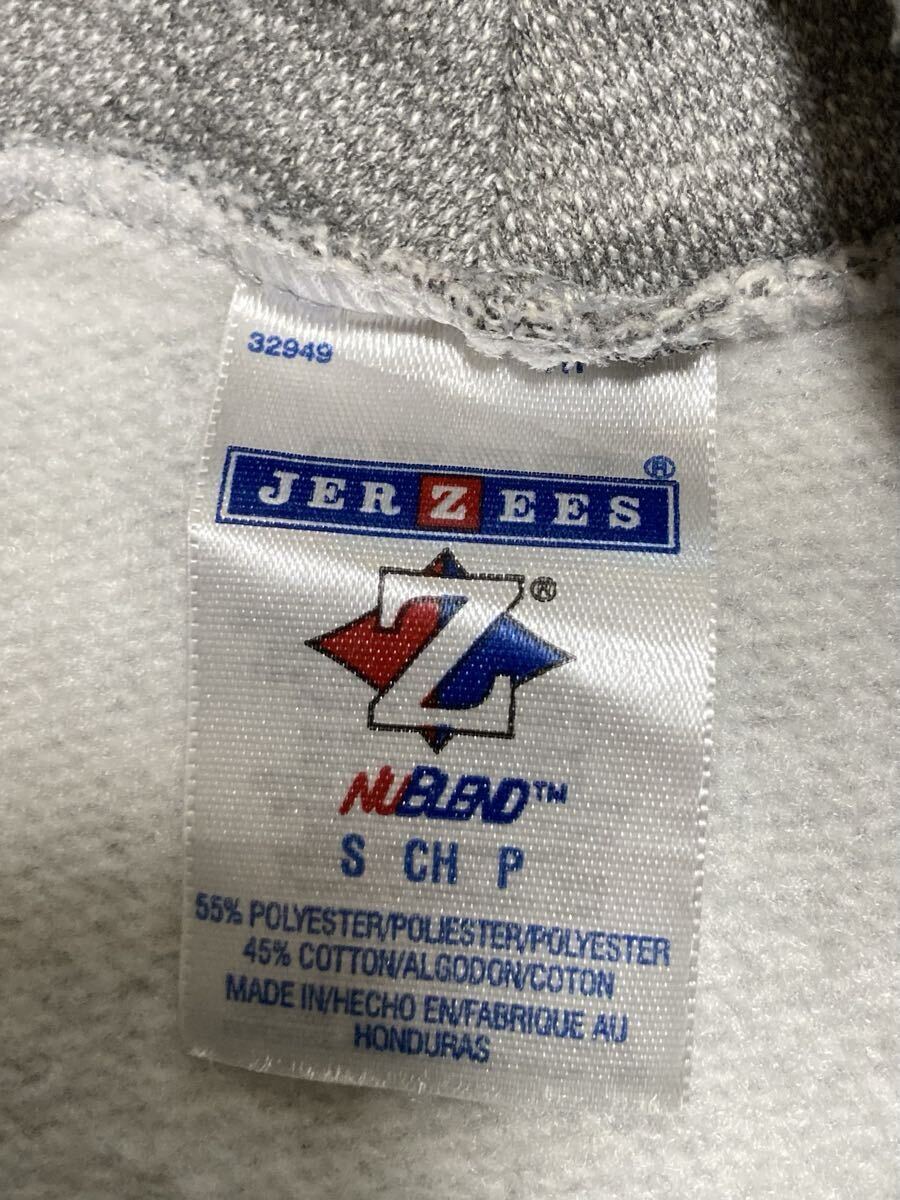 32949
JERZEES®
Z®
NUBLEND™
S CH P
55% POLYESTER/POLIESTER/POLYESTER
45% COTTON/ALGODON/COTON
MADE IN/HECHO EN/FABRIQUE AU
HONDURAS